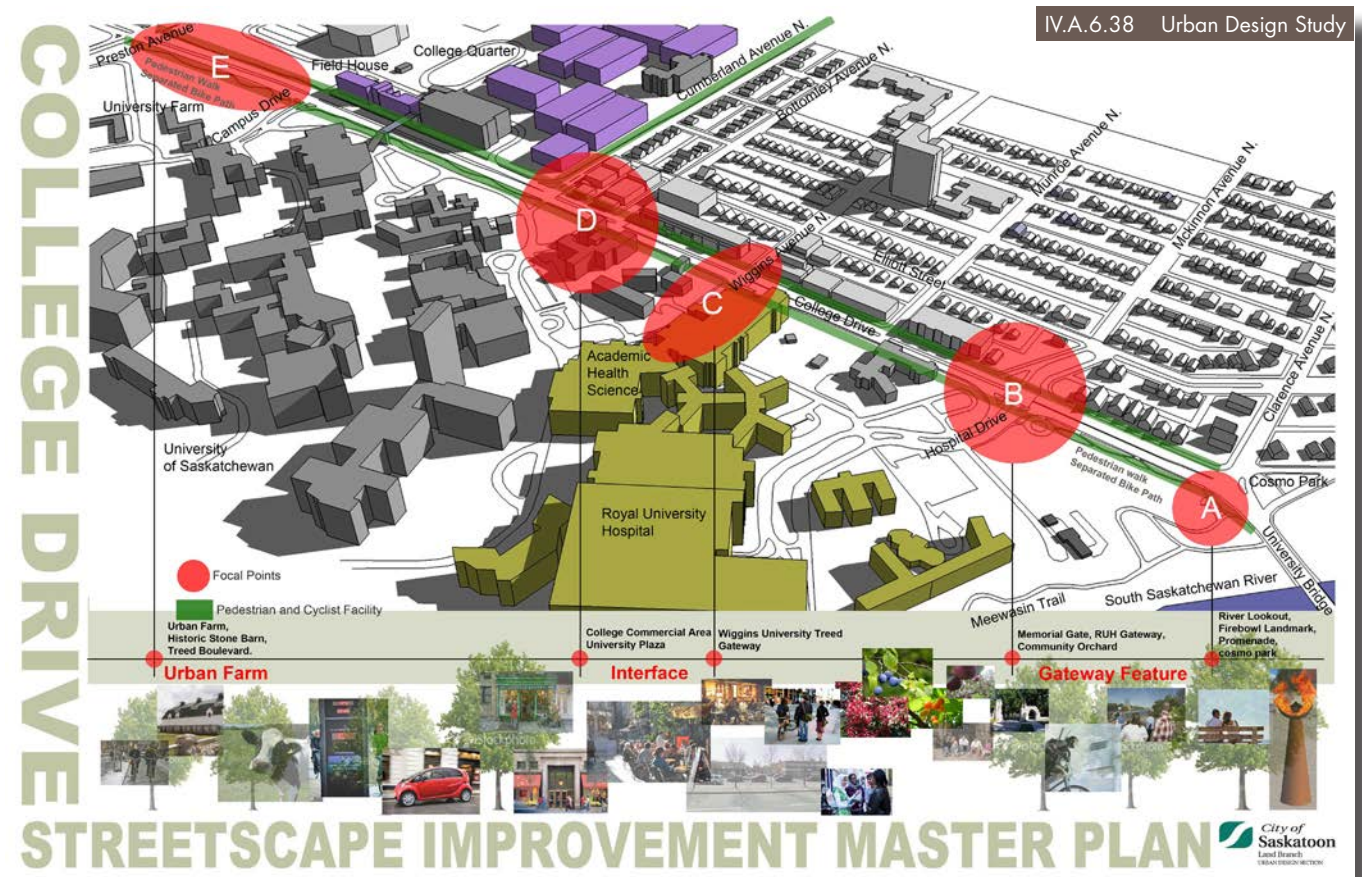 IV.A.6.38 Urban Design Study
COLLEGE DRIVE
Preston Avenue
E
Pedestrian Walk
Separated Bike Path
University Farm
Campus Drive
Field House
College Quarter
Cumberland Avenue N.
Bottomley Avenue N.
Munroe Avenue N.
Mckinnon Avenue N.
Clarence Avenue N.
D
Wiggins Avenue N.
Elliott Street
C
College Drive
Academic
Health
Science
B
Hospital Drive
University
of Saskatchewan
Pedestrian walk
Separated Bike Path
Cosmo Park
A
Royal University
Hospital
University Bridge
South Saskatchewan River
Meewasin Trail
Focal Points
Pedestrian and Cyclist Facility
Urban Farm,
Historic Stone Barn,
Treed Boulevard.
College Commercial Area
University Plaza
Wiggins University Treed
Gateway
Memorial Gate, RUH Gateway,
Community Orchard
River Lookout,
Firebowl Landmark,
Promenade,
cosmo park
Urban Farm
Interface
Gateway Feature
STREETSCAPE IMPROVEMENT MASTER PLAN
City of
Saskatoon
Land Branch
URBAN DESIGN SECTION